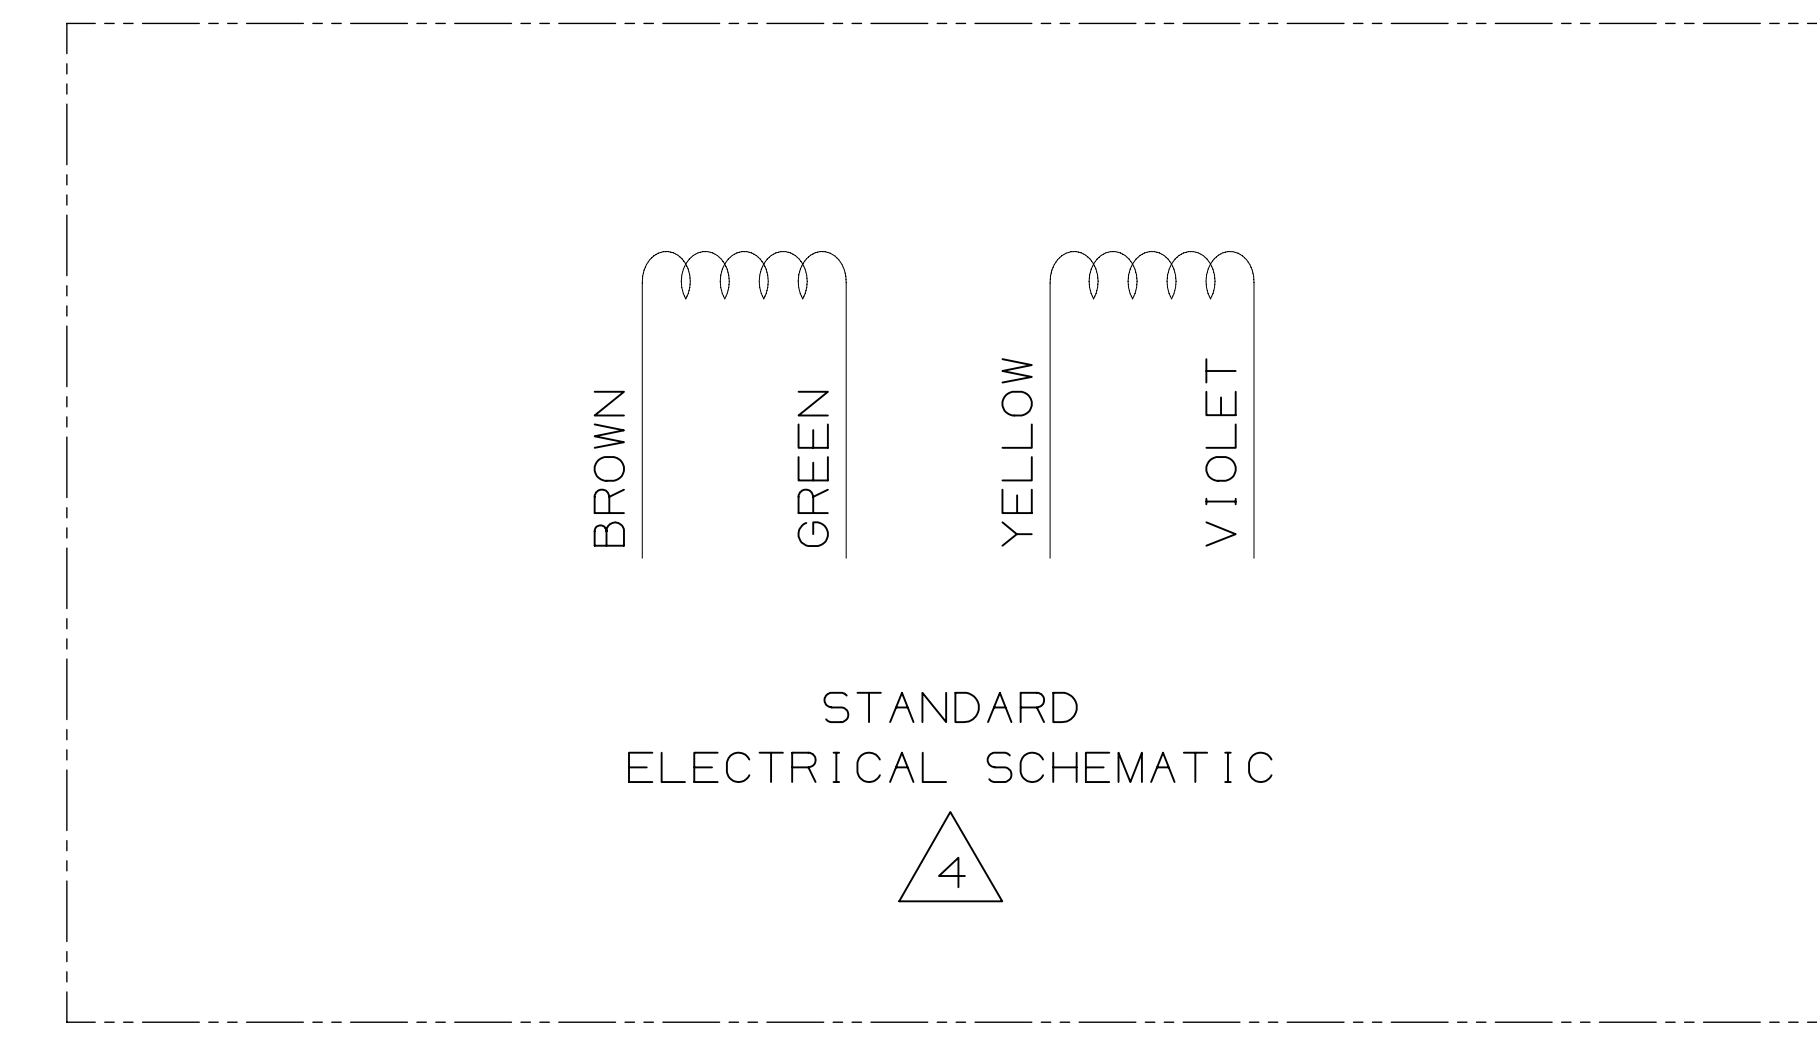 BROWN
GREEN
YELLOW
VIOLET
STANDARD
ELECTRICAL SCHEMATIC
4